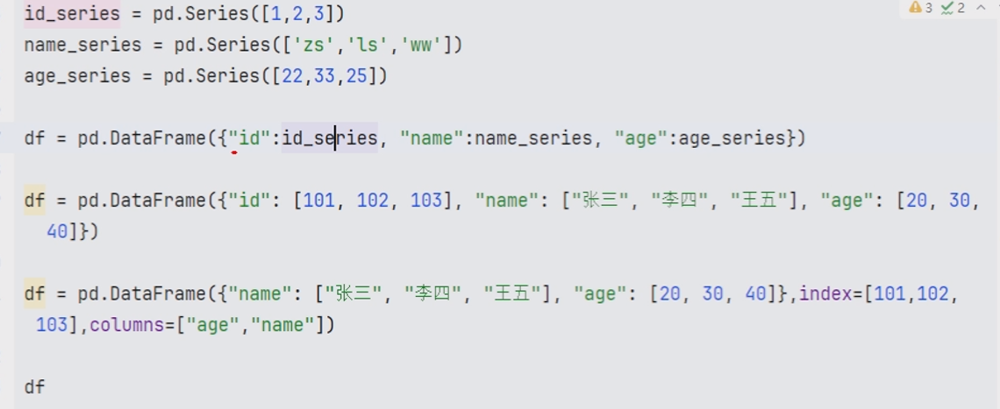 3 2
id_series = pd.Series([1,2,3])
name_series = pd.Series(['zs','ls','ww'])
age_series = pd.Series([22,33,25])
df = pd.DataFrame({"id":id_series, "name":name_series, "age":age_series})
df = pd.DataFrame({"id": [101, 102, 103], "name": ["张三", "李四", "王五"], "age": [20, 30,
40]})
df = pd.DataFrame({"name": ["张三", "李四", "王五"], "age": [20, 30, 40]},index=[101,102,
103],columns=["age","name"])
df